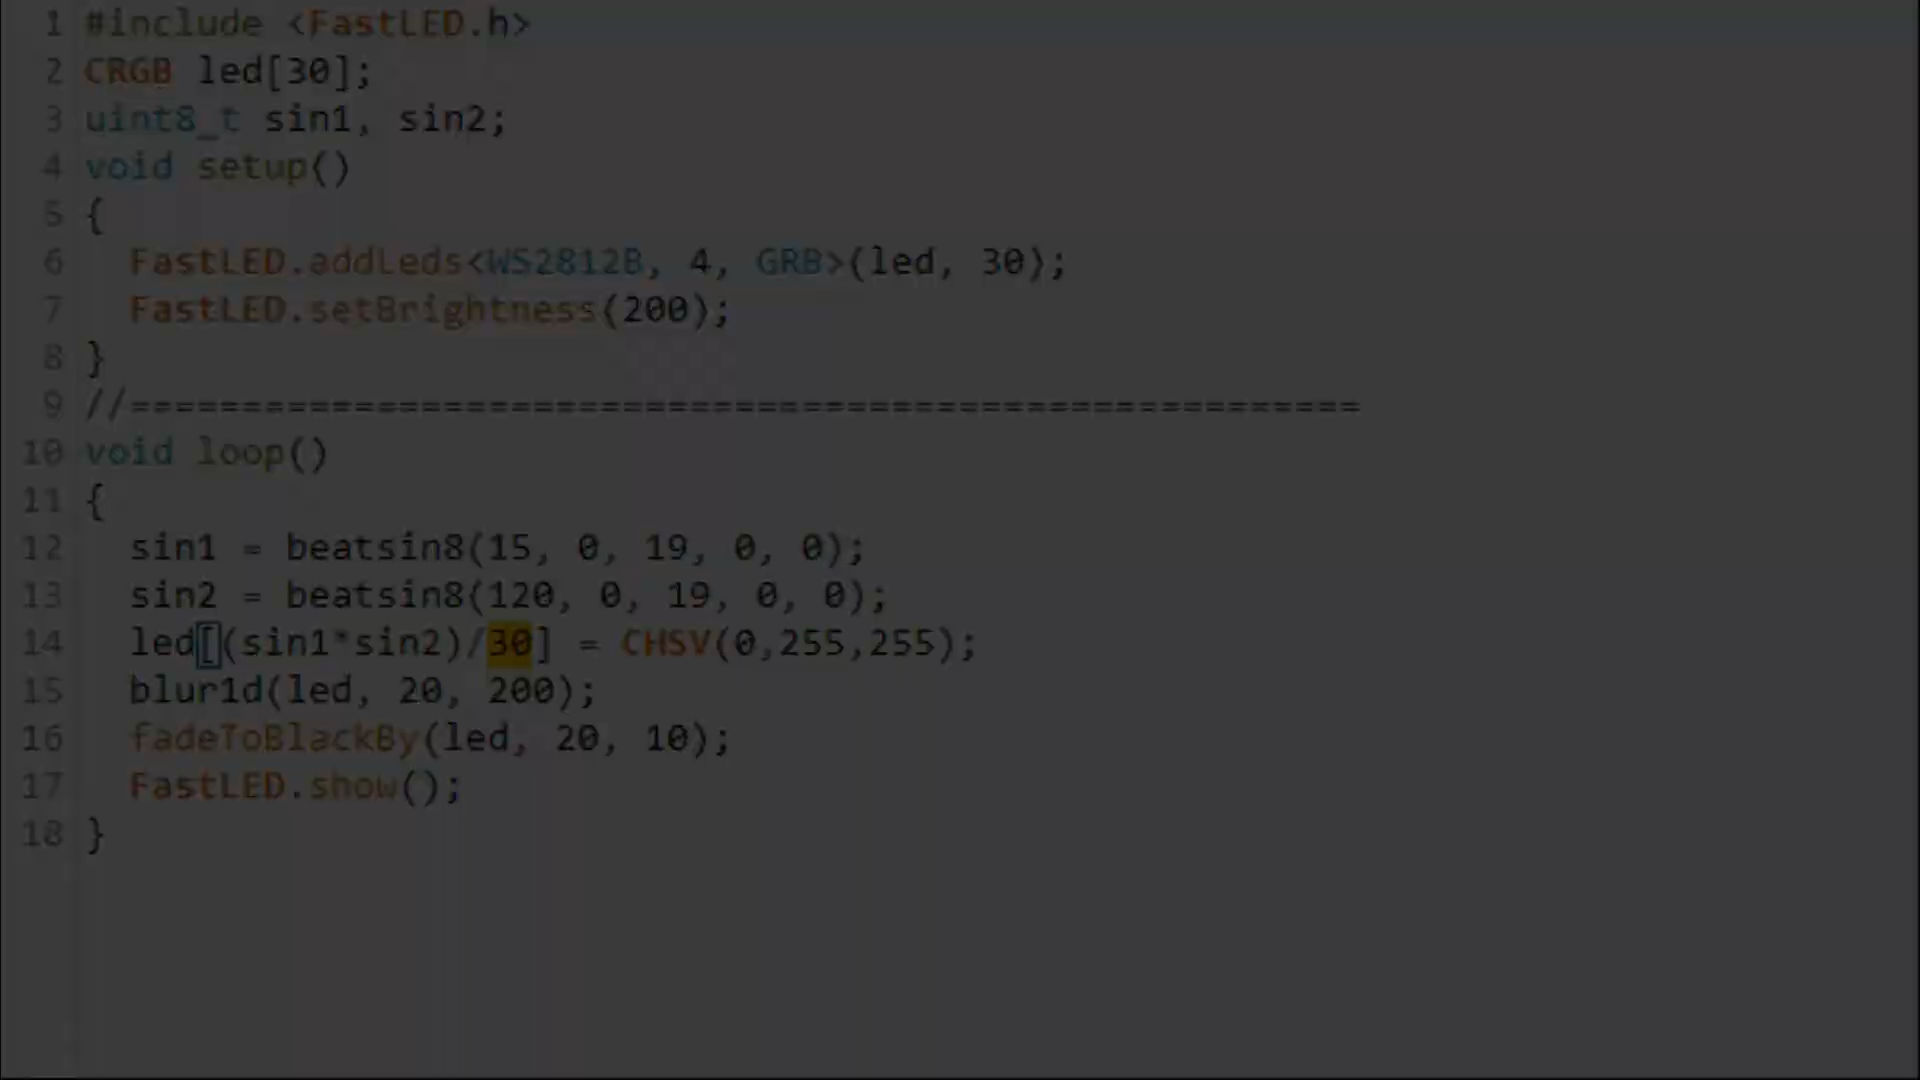 1 #include <FastLED.h>
2 CRGB led[30];
3 uint8_t sin1, sin2;
4 void setup()
5 {
6   FastLED.addLeds<WS2812B, 4, GRB>(led, 30);
7   FastLED.setBrightness(200);
8 }
9 //=======================================================
10 void loop()
11 {
12   sin1 = beatsin8(15, 0, 19, 0, 0);
13   sin2 = beatsin8(120, 0, 19, 0, 0);
14   led[(sin1*sin2)/30] = CHSV(0,255,255);
15   blur1d(led, 20, 200);
16   fadeToBlackBy(led, 20, 10);
17   FastLED.show();
18 }